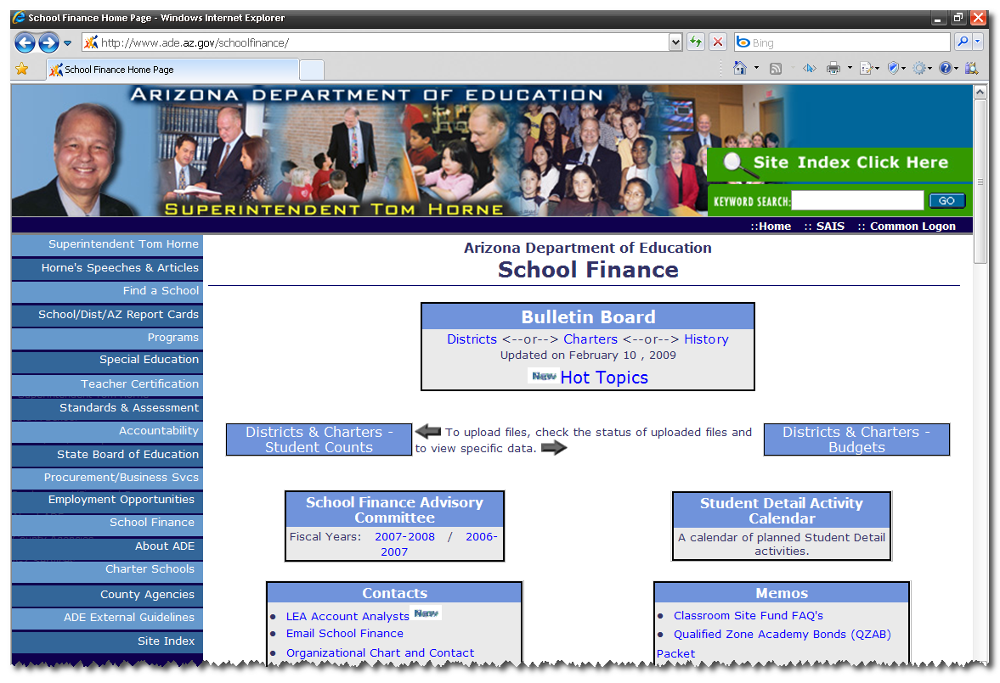 School Finance Home Page - Windows Internet Explorer
http://www.ade.az.gov/schoolfinance/
Bing
School Finance Home Page
ARIZONA DEPARTMENT OF EDUCATION
SUPERINTENDENT TOM HORNE
Site Index Click Here
KEYWORD SEARCH:
GO
::Home :: SAIS :: Common Logon
Superintendent Tom Horne
Horne's Speeches & Articles
Find a School
School/Dist/AZ Report Cards
Programs
Special Education
Teacher Certification
Standards & Assessment
Accountability
State Board of Education
Procurement/Business Svcs
Employment Opportunities
School Finance
About ADE
Charter Schools
County Agencies
ADE External Guidelines
Site Index
Arizona Department of Education
School Finance
Bulletin Board
Districts <--or--> Charters <--or--> History
Updated on February 10 , 2009
New Hot Topics
Districts & Charters -
Student Counts
To upload files, check the status of uploaded files and
to view specific data.
Districts & Charters -
Budgets
School Finance Advisory
Committee
Fiscal Years: 2007-2008 / 2006-
2007
Student Detail Activity
Calendar
A calendar of planned Student Detail
activities.
Contacts
• LEA Account Analysts New
• Email School Finance
• Organizational Chart and Contact
Memos
• Classroom Site Fund FAQ's
• Qualified Zone Academy Bonds (QZAB)
Packet